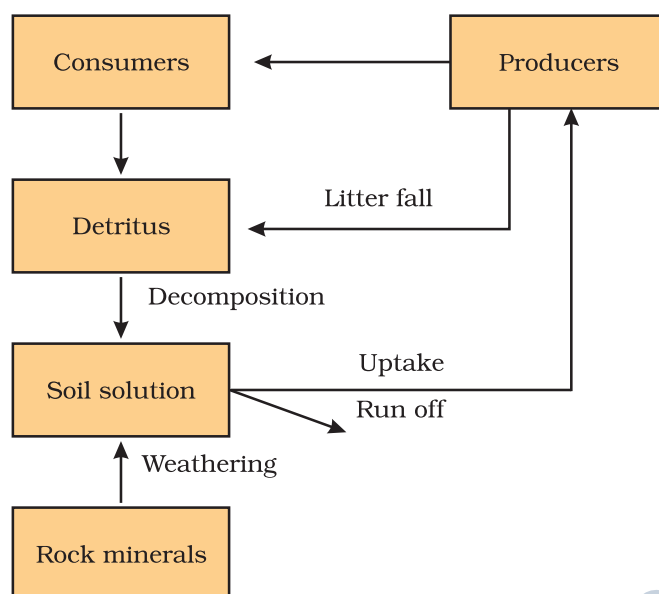 Consumers
Producers
Litter fall
Detritus
Decomposition
Uptake
Soil solution
Run off
Weathering
Rock minerals